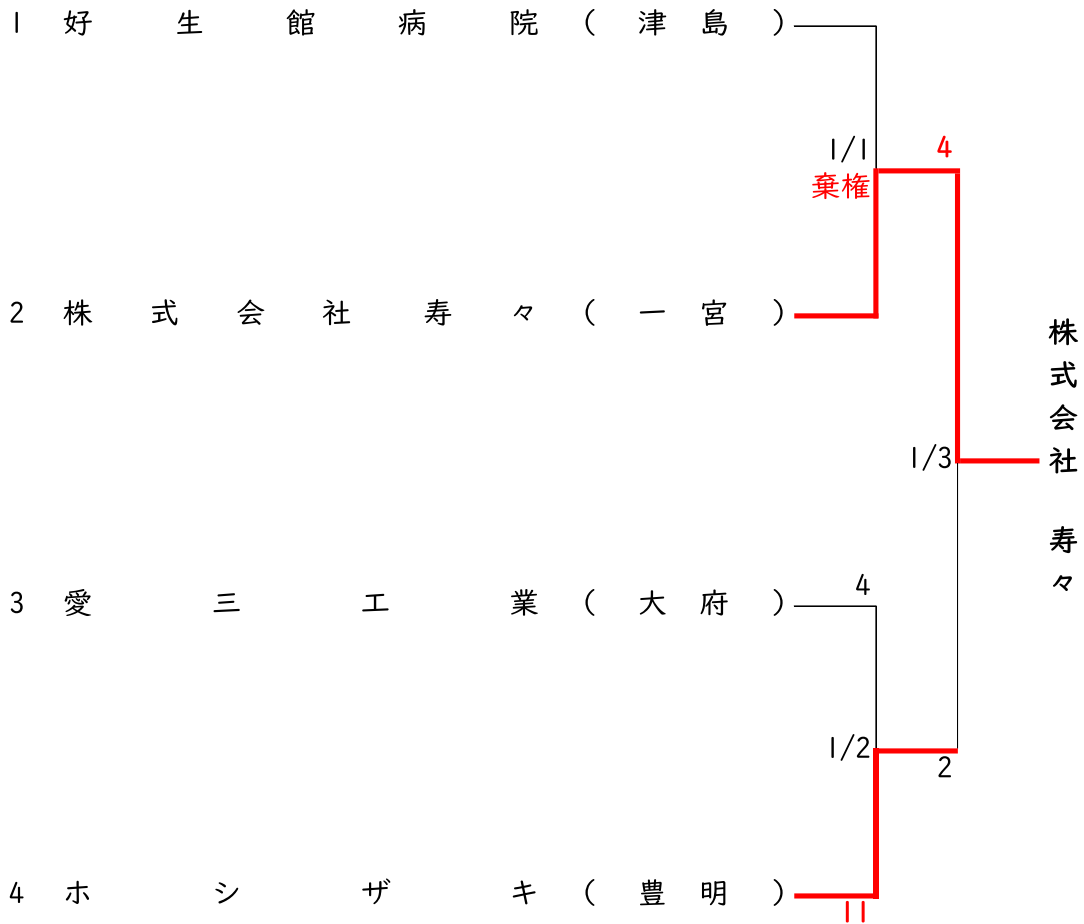 1 好生館病院（津島）
1/1 4
棄権
2 株式会社寿々（一宮）
株式会社 寿々
1/3
4
3 愛三工業（大府）
1/2
2
4 ホシザキ（豊明）
11